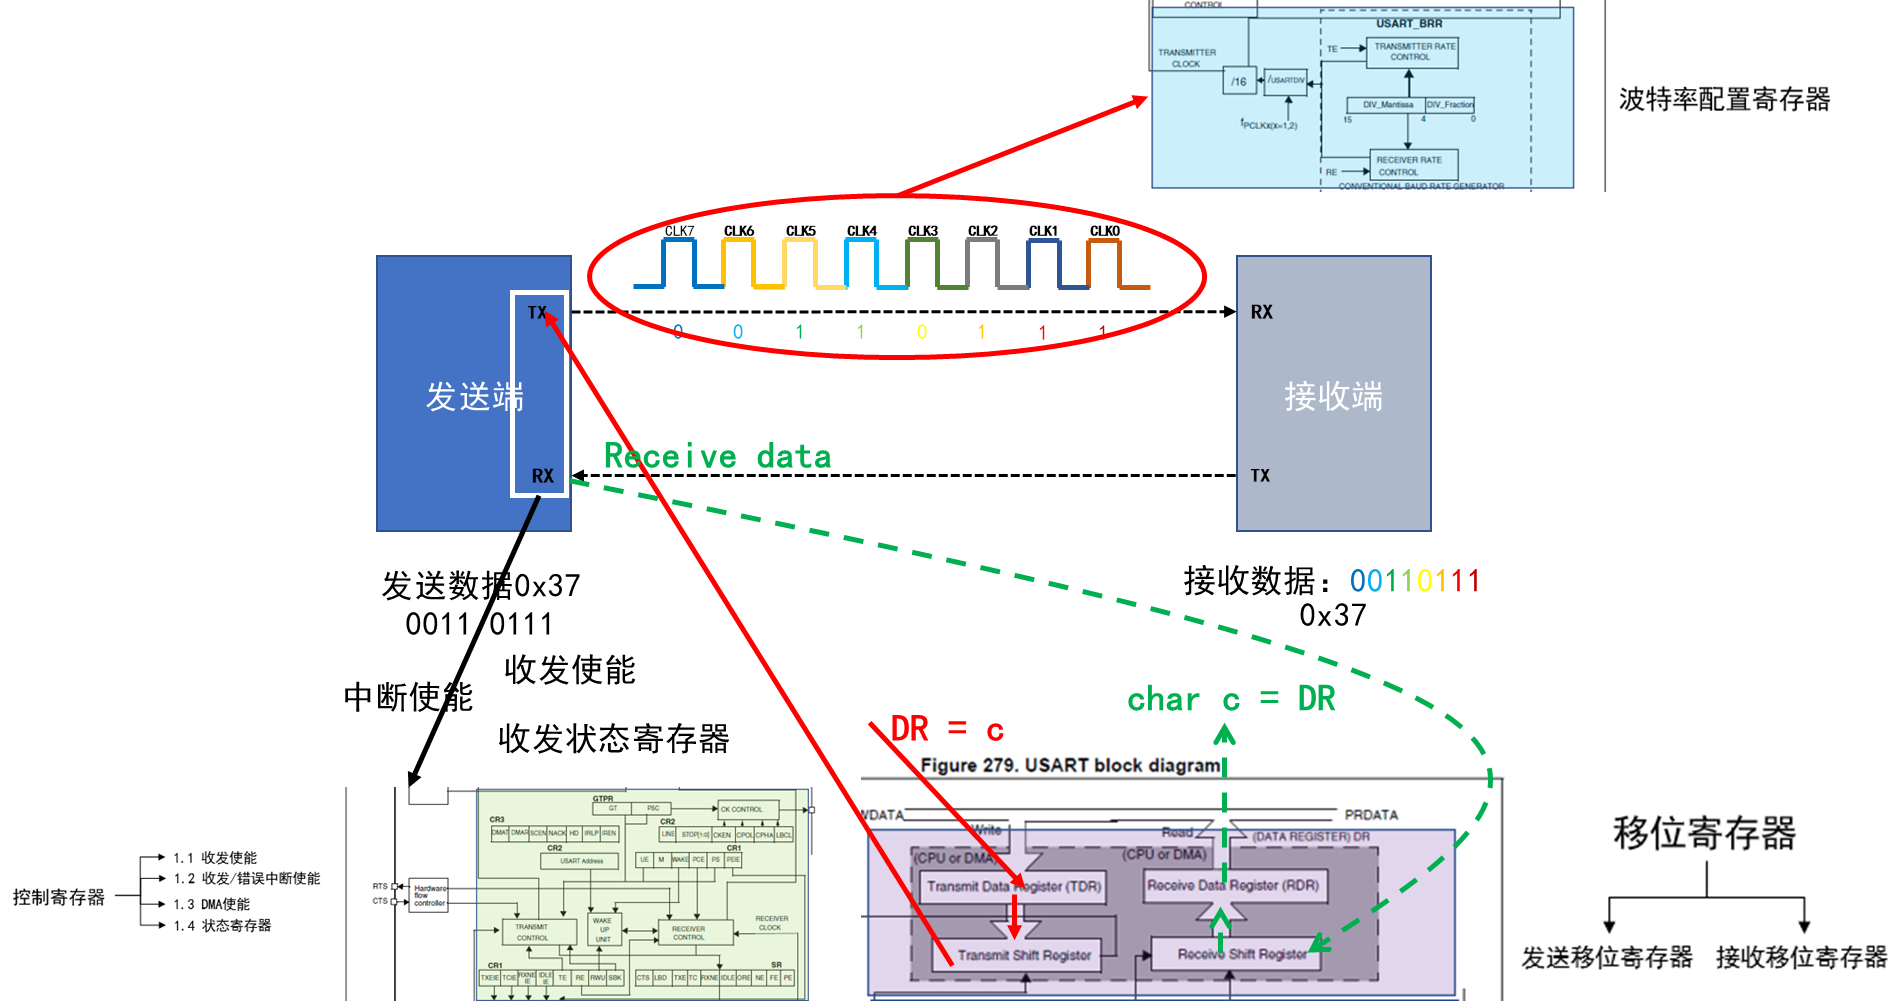 CONTROL
USART_BRR
TRANSMITTER
CLOCK
TE
TRANSMITTER RATE
CONTROL
/16
/USARTDIV
DIV_Mantissa
DIV_Fraction
15
4
0
fPCLKx(x=1,2)
RECEIVER RATE
CONTROL
RE
CONVENTIONAL BAUD RATE GENERATOR
波特率配置寄存器
CLK7
CLK6
CLK5
CLK4
CLK3
CLK2
CLK1
CLK0
TX
RX
0 0 1 1 0 1 1 1
发送端
接收端
Receive data
RX
TX
发送数据0x37
0011 0111
接收数据：00110111
0x37
收发使能
中断使能
收发状态寄存器
DR = c
char c = DR
Figure 279. USART block diagram
WDATA
PRDATA
Write
Read
(DATA REGISTER) DR
(CPU or DMA)
(CPU or DMA)
Transmit Data Register (TDR)
Receive Data Register (RDR)
Transmit Shift Register
Receive Shift Register
移位寄存器
发送移位寄存器
接收移位寄存器
控制寄存器
1.1 收发使能
1.2 收发/错误中断使能
1.3 DMA使能
1.4 状态寄存器
RTS
CTS
Hardware
flow
controller
GTPR
GT
PSC
CK CONTROL
CR3
DMAT DMAR SCEN NACK HD IRLP IREN
CR2
LINE STOP[1:0] CKEN CPOL CPHA LBCL
CR2
USART Address
CR1
UE M WAKE PCE PS PEIE
TRANSMIT
CONTROL
WAKE
UP
UNIT
RECEIVER
CONTROL
RECEIVER
CLOCK
CR1
TXEIE TCIE RXNE IE IDLE IE TE RE RWU SBK
SR
CTS LBD TXE TC RXNE IDLE ORE NE FE PE